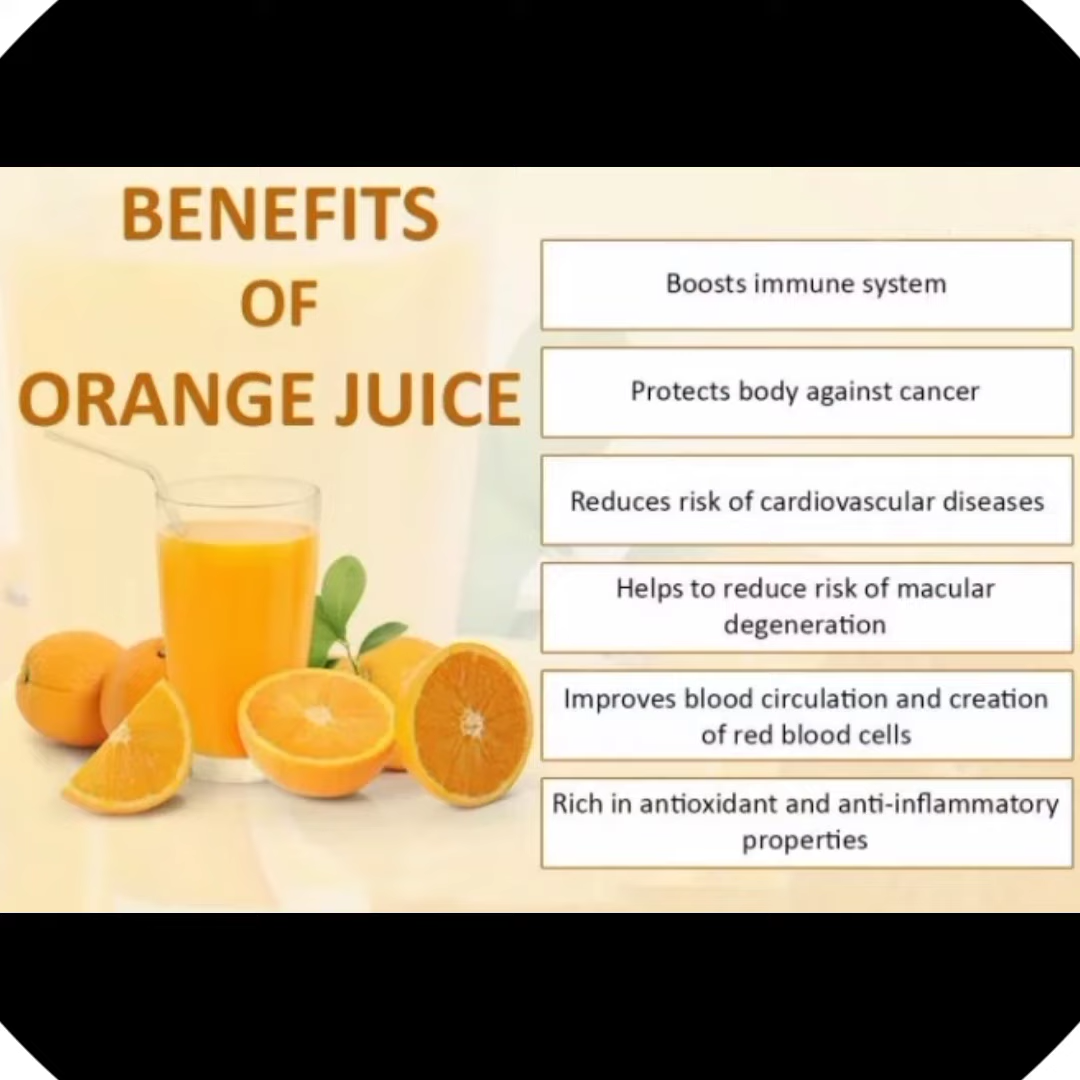 BENEFITS
OF
ORANGE JUICE
Boosts immune system
Protects body against cancer
Reduces risk of cardiovascular diseases
Helps to reduce risk of macular
degeneration
Improves blood circulation and creation
of red blood cells
Rich in antioxidant and anti-inflammatory
properties